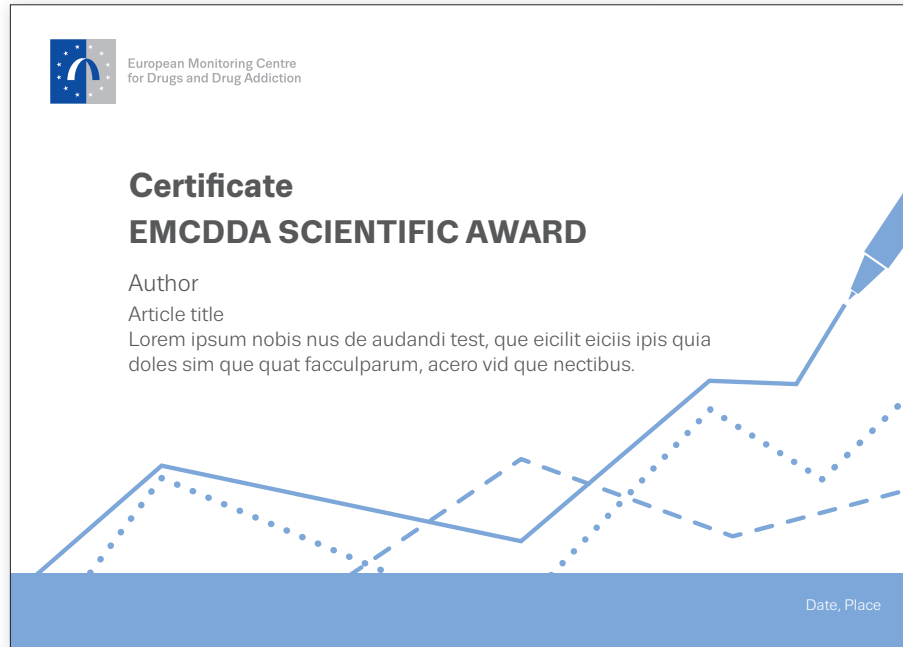 European Monitoring Centre
for Drugs and Drug Addiction
Certificate
EMCDDA SCIENTIFIC AWARD
Author
Article title
Lorem ipsum nobis nus de audandi test, que eicilit eiciis ipis quia
doles sim que quat facculparum, acero vid que nectibus.
Date, Place